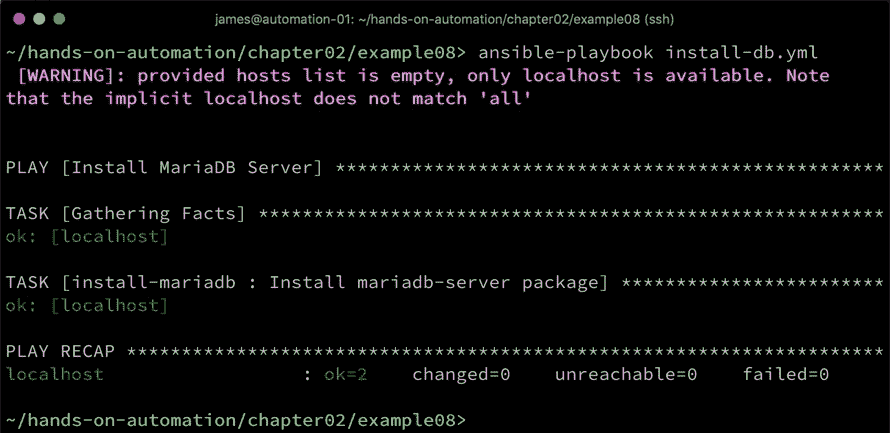 james@automation-01: ~/hands-on-automation/chapter02/example08 (ssh)
~/hands-on-automation/chapter02/example08> ansible-playbook install-db.yml
 [WARNING]: provided hosts list is empty, only localhost is available. Note
that the implicit localhost does not match 'all'
PLAY [Install MariaDB Server] **************************************************
TASK [Gathering Facts] *********************************************************
ok: [localhost]
TASK [install-mariadb : Install mariadb-server package] ************************
ok: [localhost]
PLAY RECAP *********************************************************************
localhost                  : ok=2    changed=0    unreachable=0    failed=0
~/hands-on-automation/chapter02/example08>